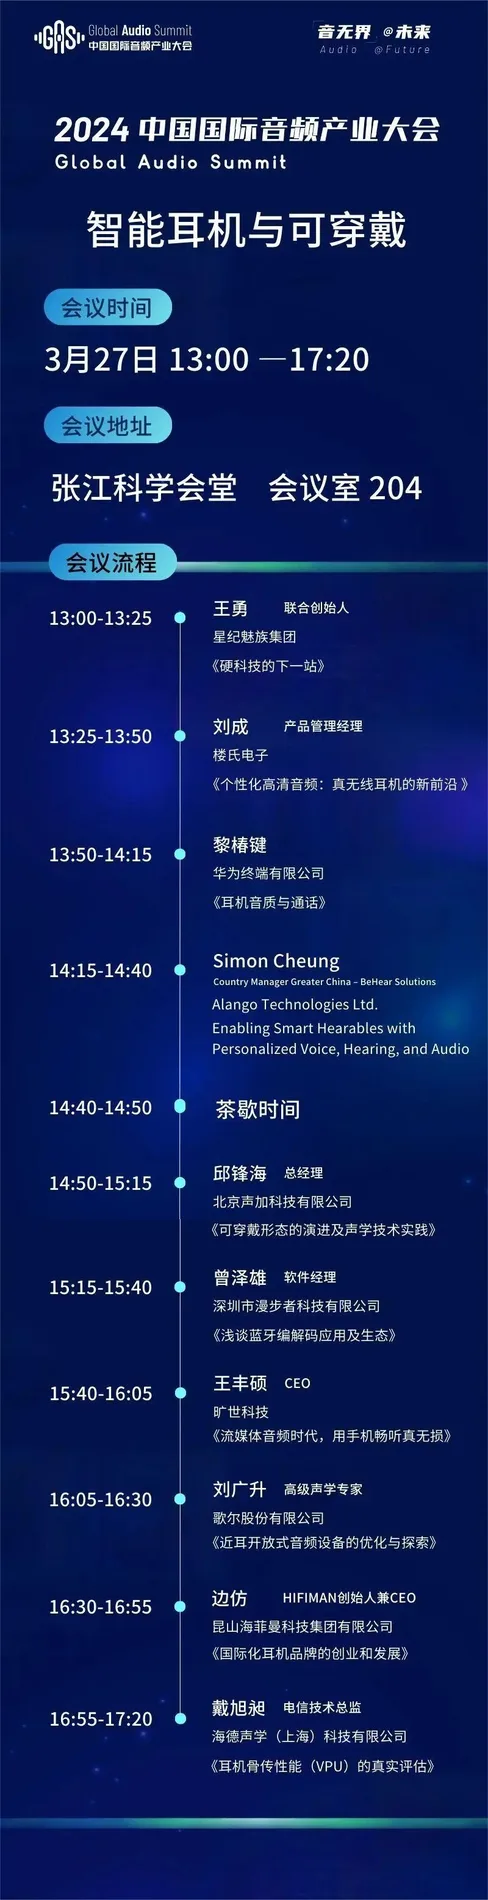 GAS
Global Audio Summit
中国国际音频产业大会
音无界 @未来
Audio @Future
2024 中国国际音频产业大会
Global Audio Summit
智能耳机与可穿戴
会议时间
3月27日 13:00 —17:20
会议地址
张江科学会堂 会议室 204
会议流程
13:00-13:25
王勇 联合创始人
星纪魅族集团
《硬科技的下一站》
13:25-13:50
刘成 产品管理经理
楼氏电子
《个性化高清音频：真无线耳机的新前沿 》
13:50-14:15
黎椿键
华为终端有限公司
《耳机音质与通话》
14:15-14:40
Simon Cheung
Country Manager Greater China – BeHear Solutions
Alango Technologies Ltd.
Enabling Smart Hearables with
Personalized Voice, Hearing, and Audio
14:40-14:50
茶歇时间
14:50-15:15
邱锋海 总经理
北京声加科技有限公司
《可穿戴形态的演进及声学技术实践》
15:15-15:40
曾泽雄 软件经理
深圳市漫步者科技有限公司
《浅谈蓝牙编解码应用及生态》
15:40-16:05
王丰硕 CEO
旷世科技
《流媒体音频时代，用手机畅听真无损》
16:05-16:30
刘广升 高级声学专家
歌尔股份有限公司
《近耳开放式音频设备的优化与探索》
16:30-16:55
边仿 HIFIMAN创始人兼CEO
昆山海菲曼科技集团有限公司
《国际化耳机品牌的创业和发展》
16:55-17:20
戴旭昶 电信技术总监
海德声学（上海）科技有限公司
《耳机骨传性能（VPU）的真实评估》